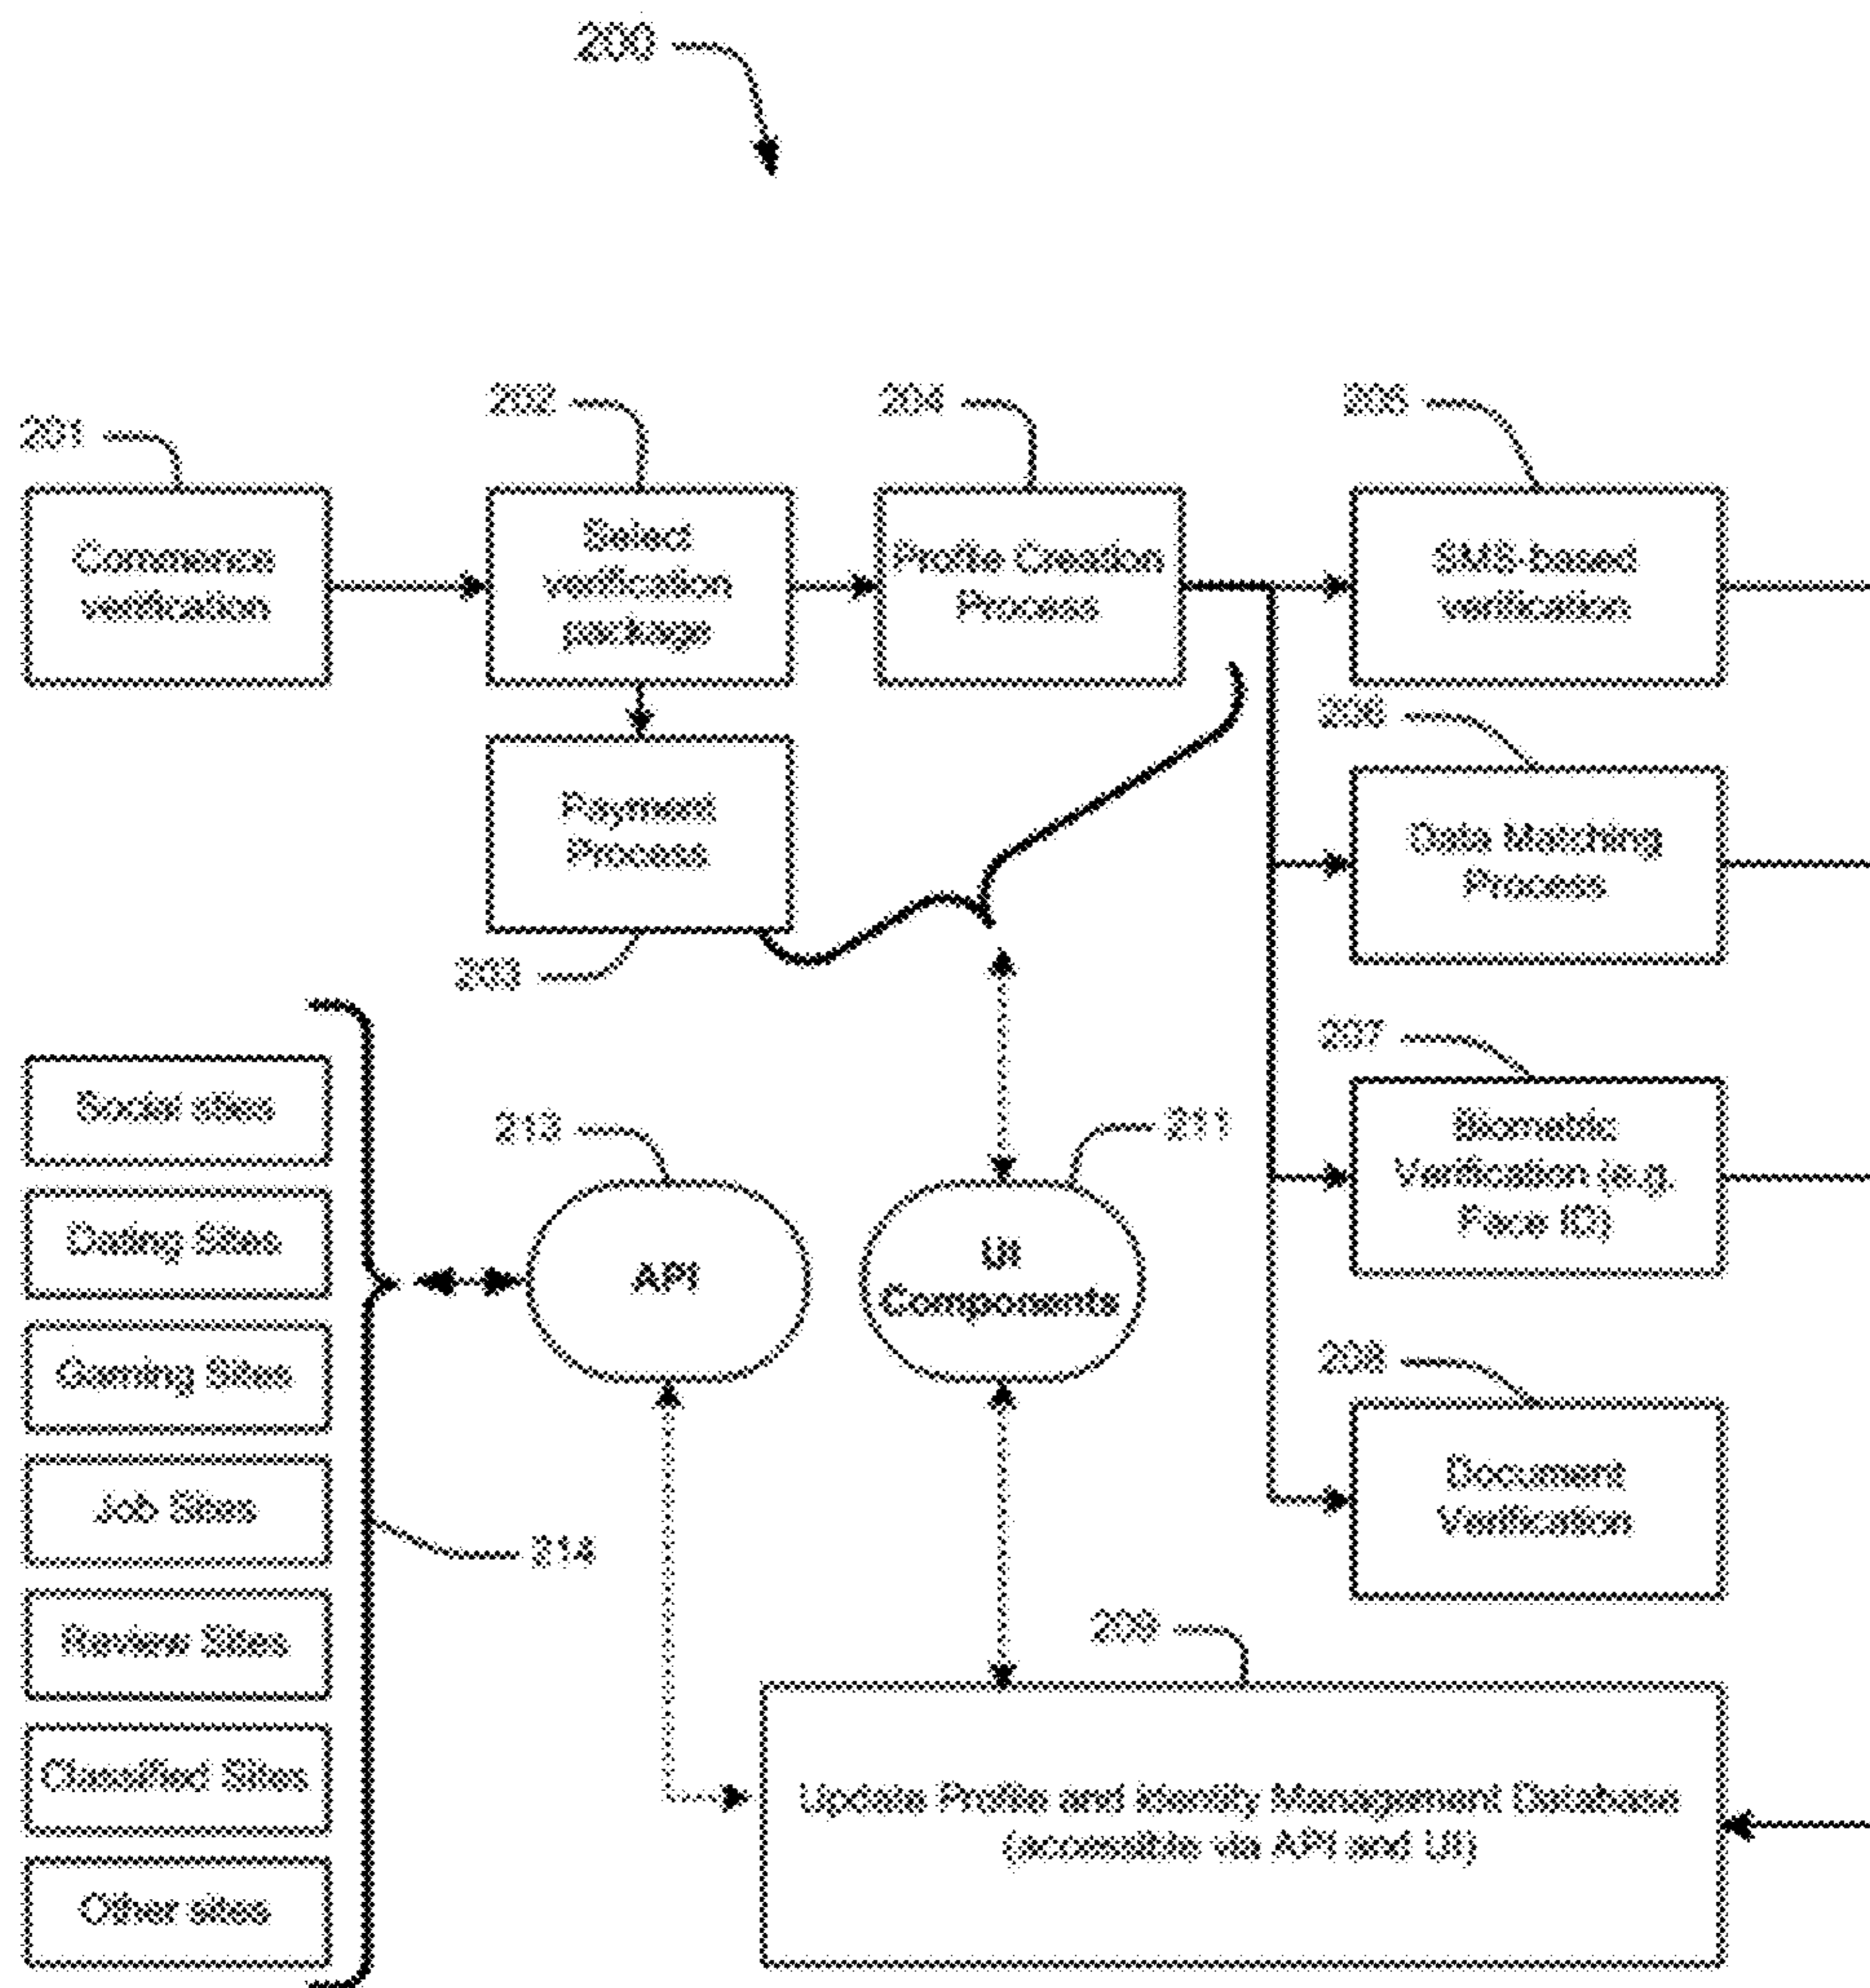 200
201
202
204
205
Commence
verification
Select
verification
package
Profile Creation
Process
SMS-based
verification
206
Payment
Process
Data Matching
Process
203
207
Social sites
213
211
Biometric
Verification (e.g.
Face ID)
Dating Sites
API
UI
Components
Gaming Sites
208
Job Sites
Document
Verification
214
Review Sites
209
Classified Sites
Update Profile and Identity Management Database
(accessible via API and UI)
Other sites